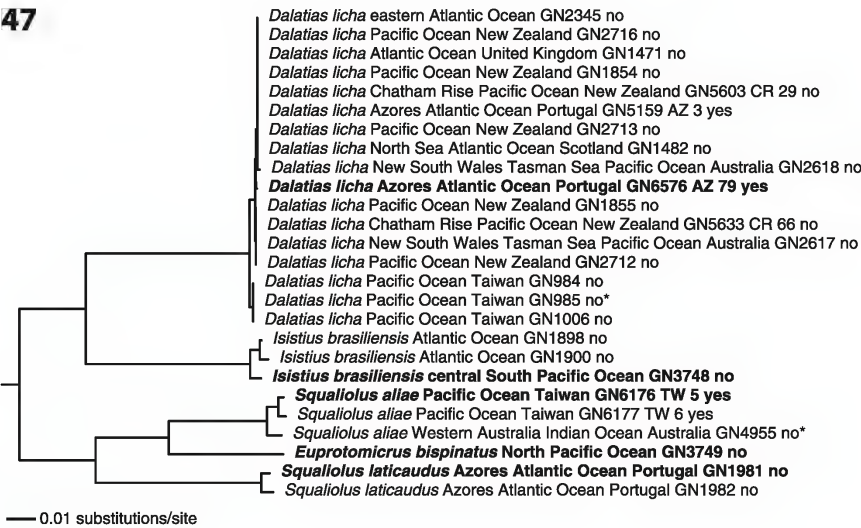 47
Dalatias licha eastern Atlantic Ocean GN2345 no
Dalatias licha Pacific Ocean New Zealand GN2716 no
Dalatias licha Atlantic Ocean United Kingdom GN1471 no
Dalatias licha Pacific Ocean New Zealand GN1854 no
Dalatias licha Chatham Rise Pacific Ocean New Zealand GN5603 CR 29 no
Dalatias licha Azores Atlantic Ocean Portugal GN5159 AZ 3 yes
Dalatias licha Pacific Ocean New Zealand GN2713 no
Dalatias licha North Sea Atlantic Ocean Scotland GN1482 no
Dalatias licha New South Wales Tasman Sea Pacific Ocean Australia GN2618 no
Dalatias licha Azores Atlantic Ocean Portugal GN6576 AZ 79 yes
Dalatias licha Pacific Ocean New Zealand GN1855 no
Dalatias licha Chatham Rise Pacific Ocean New Zealand GN5633 CR 66 no
Dalatias licha New South Wales Tasman Sea Pacific Ocean Australia GN2617 no
Dalatias licha Pacific Ocean New Zealand GN2712 no
Dalatias licha Pacific Ocean Taiwan GN984 no
Dalatias licha Pacific Ocean Taiwan GN985 no*
Dalatias licha Pacific Ocean Taiwan GN1006 no
Isistius brasiliensis Atlantic Ocean GN1898 no
Isistius brasiliensis Atlantic Ocean GN1900 no
Isistius brasiliensis central South Pacific Ocean GN3748 no
Squaliolus aliae Pacific Ocean Taiwan GN6176 TW 5 yes
Squaliolus aliae Pacific Ocean Taiwan GN6177 TW 6 yes
Squaliolus aliae Western Australia Indian Ocean Australia GN4955 no*
Euprotomicrus bispinatus North Pacific Ocean GN3749 no
Squaliolus laticaudus Azores Atlantic Ocean Portugal GN1981 no
Squaliolus laticaudus Azores Atlantic Ocean Portugal GN1982 no
0.01 substitutions/site